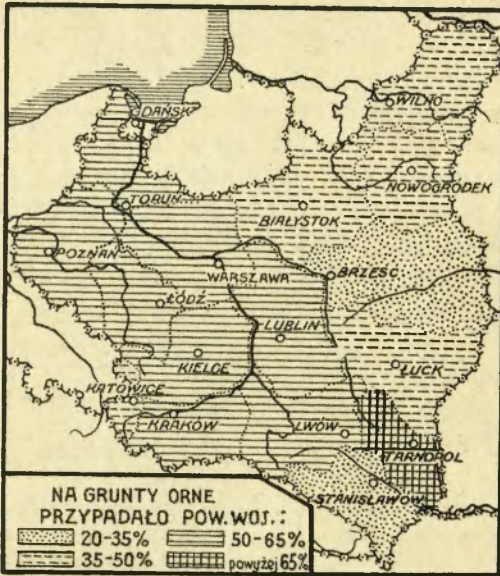 DAŃSK
WILNO
NOWOGRÓDEK
TORUŃ
BIAŁYSTOK
POZNAŃ
WARSZAWA
BRZEŚĆ
ŁÓDŹ
LUBLIN
KIELCE
ŁUCK
KATOWICE
KRAKÓW
LWÓW
TARNOPOL
STANISŁAWÓW
NA GRUNTY ORNE
PRZYPADAŁO POW. WOJ.:
20-35% 50-65%
35-50% powyżej 65%